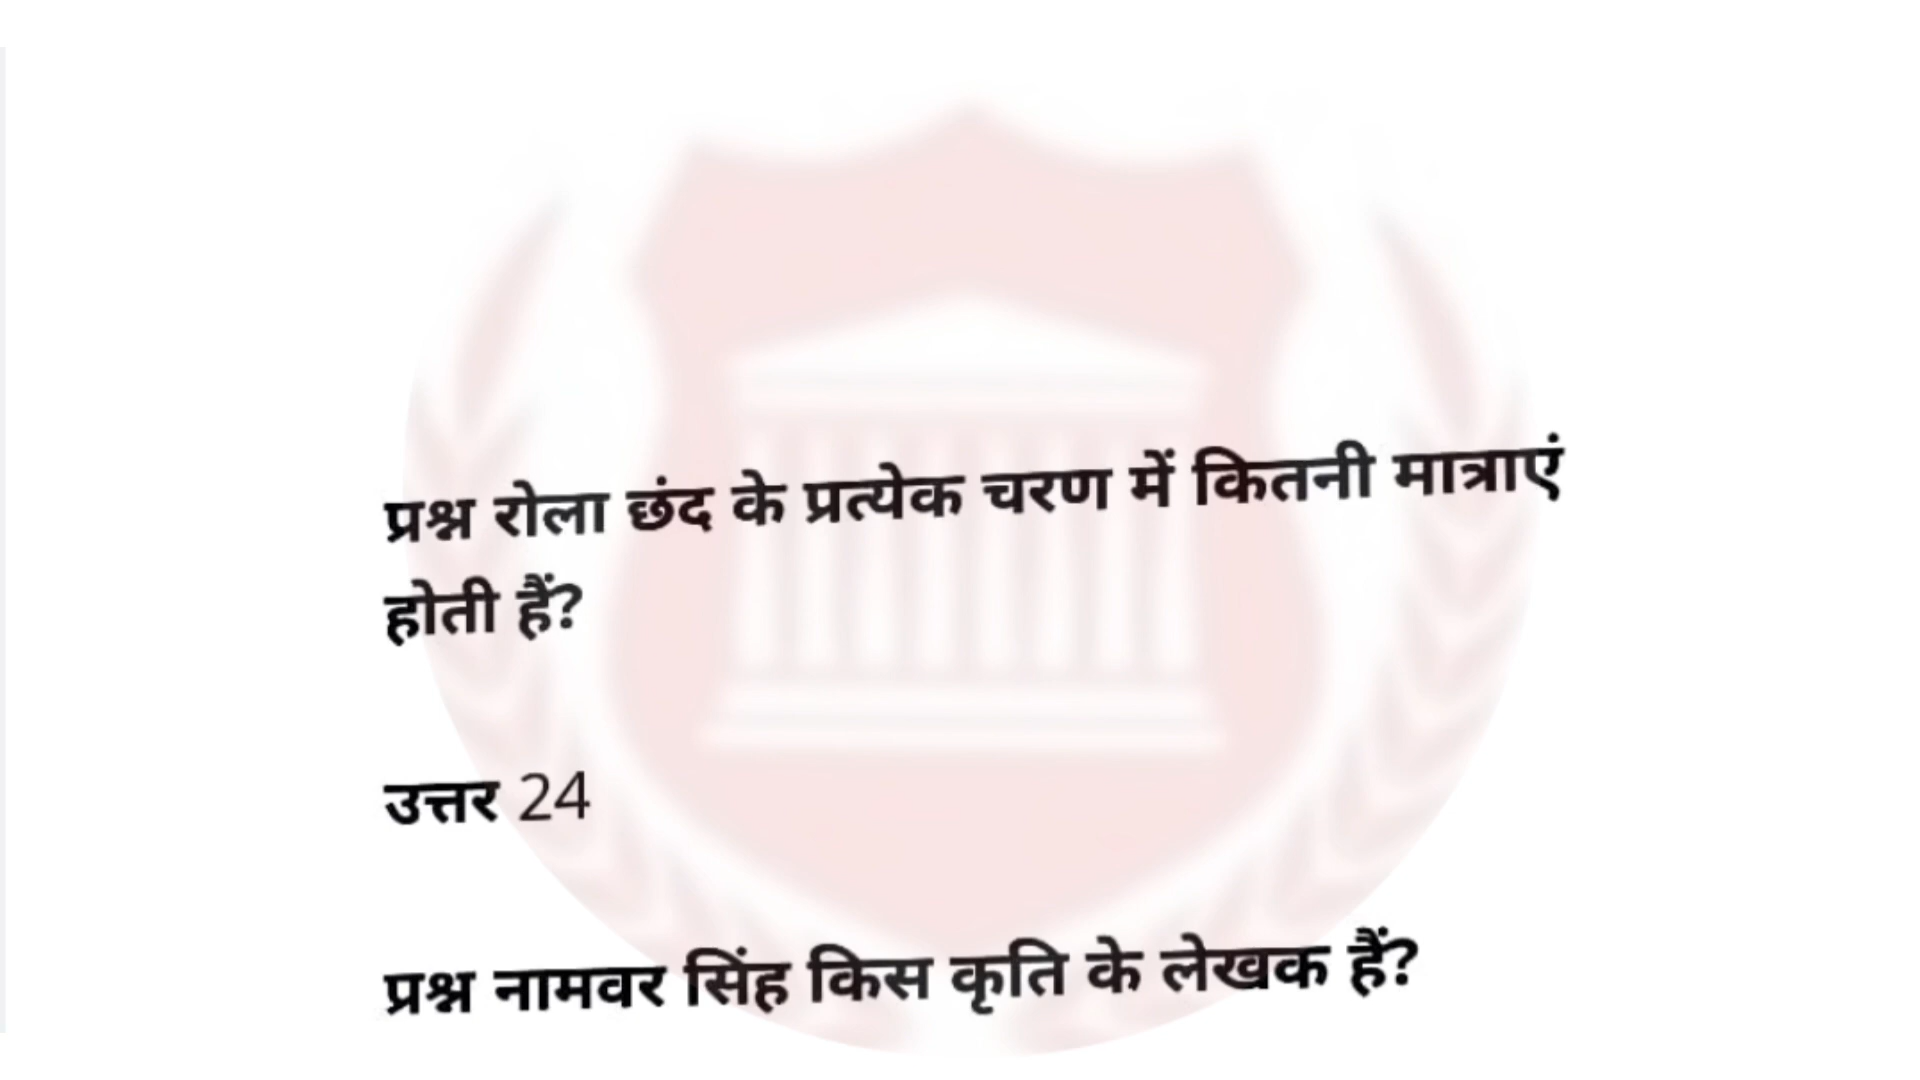 प्रश्न रोला छंद के प्रत्येक चरण में कितनी मात्राएं
होती हैं?
उत्तर 24
प्रश्न नामवर सिंह किस कृति के लेखक हैं?